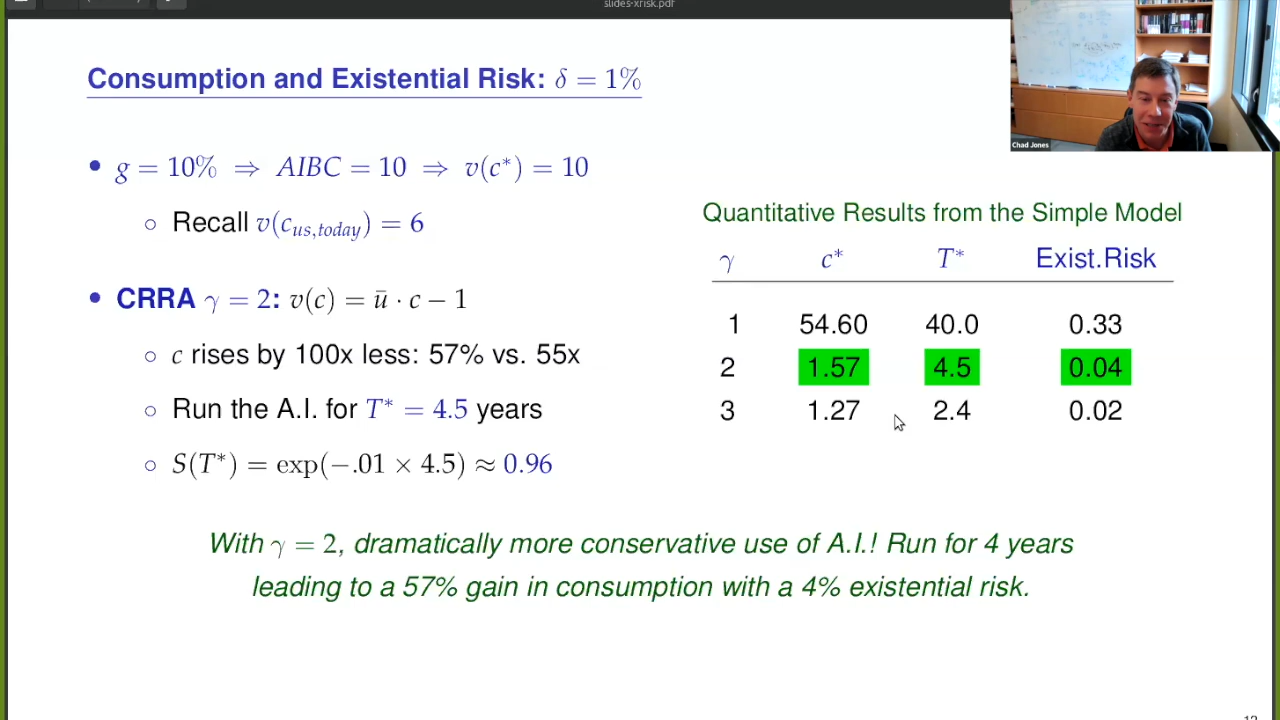 slides-xrisk.pdf
Chad Jones
Consumption and Existential Risk: δ = 1%
• g = 10% ⇒ AIBC = 10 ⇒ v(c*) = 10
◦ Recall v(c_us,today) = 6
• CRRA γ = 2: v(c) = ū · c − 1
◦ c rises by 100x less: 57% vs. 55x
◦ Run the A.I. for T* = 4.5 years
◦ S(T*) = exp(−.01 × 4.5) ≈ 0.96
Quantitative Results from the Simple Model
γ c* T* Exist.Risk
1 54.60 40.0 0.33
2 1.57 4.5 0.04
3 1.27 2.4 0.02
With γ = 2, dramatically more conservative use of A.I.! Run for 4 years
leading to a 57% gain in consumption with a 4% existential risk.